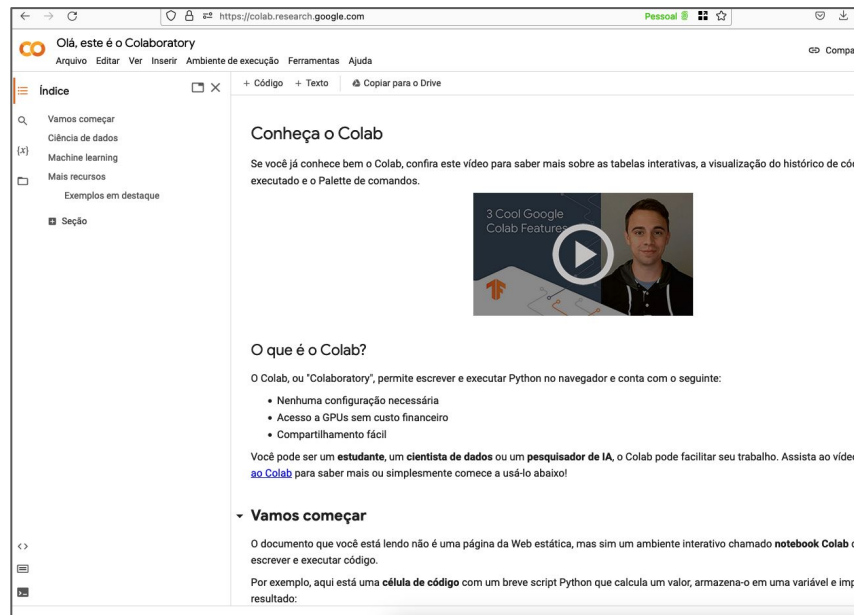 https://colab.research.google.com
Pessoal
Olá, este é o Colaboratory
Arquivo Editar Ver Inserir Ambiente de execução Ferramentas Ajuda
Índice
+ Código + Texto Copiar para o Drive
Vamos começar
Ciência de dados
{x}
Machine learning
Mais recursos
Exemplos em destaque
Seção
Conheça o Colab
Se você já conhece bem o Colab, confira este vídeo para saber mais sobre as tabelas interativas, a visualização do histórico de
executado e o Palette de comandos.
3 Cool Google
Colab Features
O que é o Colab?
O Colab, ou "Colaboratory", permite escrever e executar Python no navegador e conta com o seguinte:
• Nenhuma configuração necessária
• Acesso a GPUs sem custo financeiro
• Compartilhamento fácil
Você pode ser um estudante, um cientista de dados ou um pesquisador de IA, o Colab pode facilitar seu trabalho. Assista ao
ao Colab para saber mais ou simplesmente comece a usá-lo abaixo!
Vamos começar
O documento que você está lendo não é uma página da Web estática, mas sim um ambiente interativo chamado notebook Colab
escrever e executar código.
Por exemplo, aqui está uma célula de código com um breve script Python que calcula um valor, armazena-o em uma variável e
resultado: